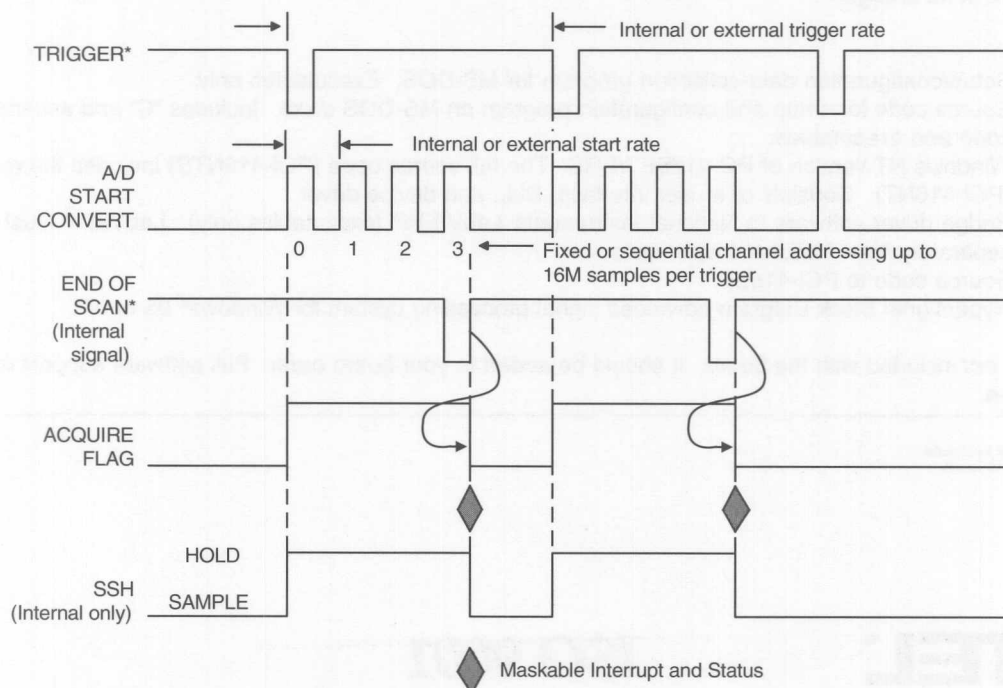 Internal or external trigger rate
TRIGGER*
Internal or external start rate
A/D
START
CONVERT
0 1 2 3
Fixed or sequential channel addressing up to
16M samples per trigger
END OF
SCAN*
(Internal
signal)
ACQUIRE
FLAG
HOLD
SSH
(Internal only)
SAMPLE
Maskable Interrupt and Status